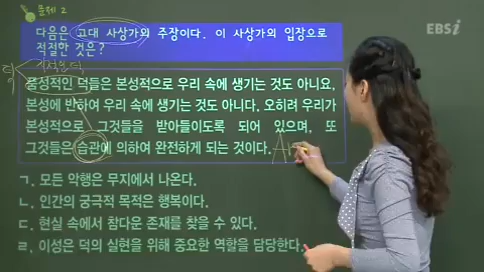 문제 2
EBSi
다음은 고대 사상가의 주장이다. 이 사상가의 입장으로
적절한 것은?
덕
지적인 덕
품성적인 덕들은 본성적으로 우리 속에 생기는 것도 아니요,
본성에 반하여 우리 속에 생기는 것도 아니다. 오히려 우리가
본성적으로 그것들을 받아들이도록 되어 있으며, 또
그것들은 습관에 의하여 완전하게 되는 것이다.
ㄱ. 모든 악행은 무지에서 나온다.
ㄴ. 인간의 궁극적 목적은 행복이다.
ㄷ. 현실 속에서 참다운 존재를 찾을 수 있다.
ㄹ. 이성은 덕의 실현을 위해 중요한 역할을 담당한다.